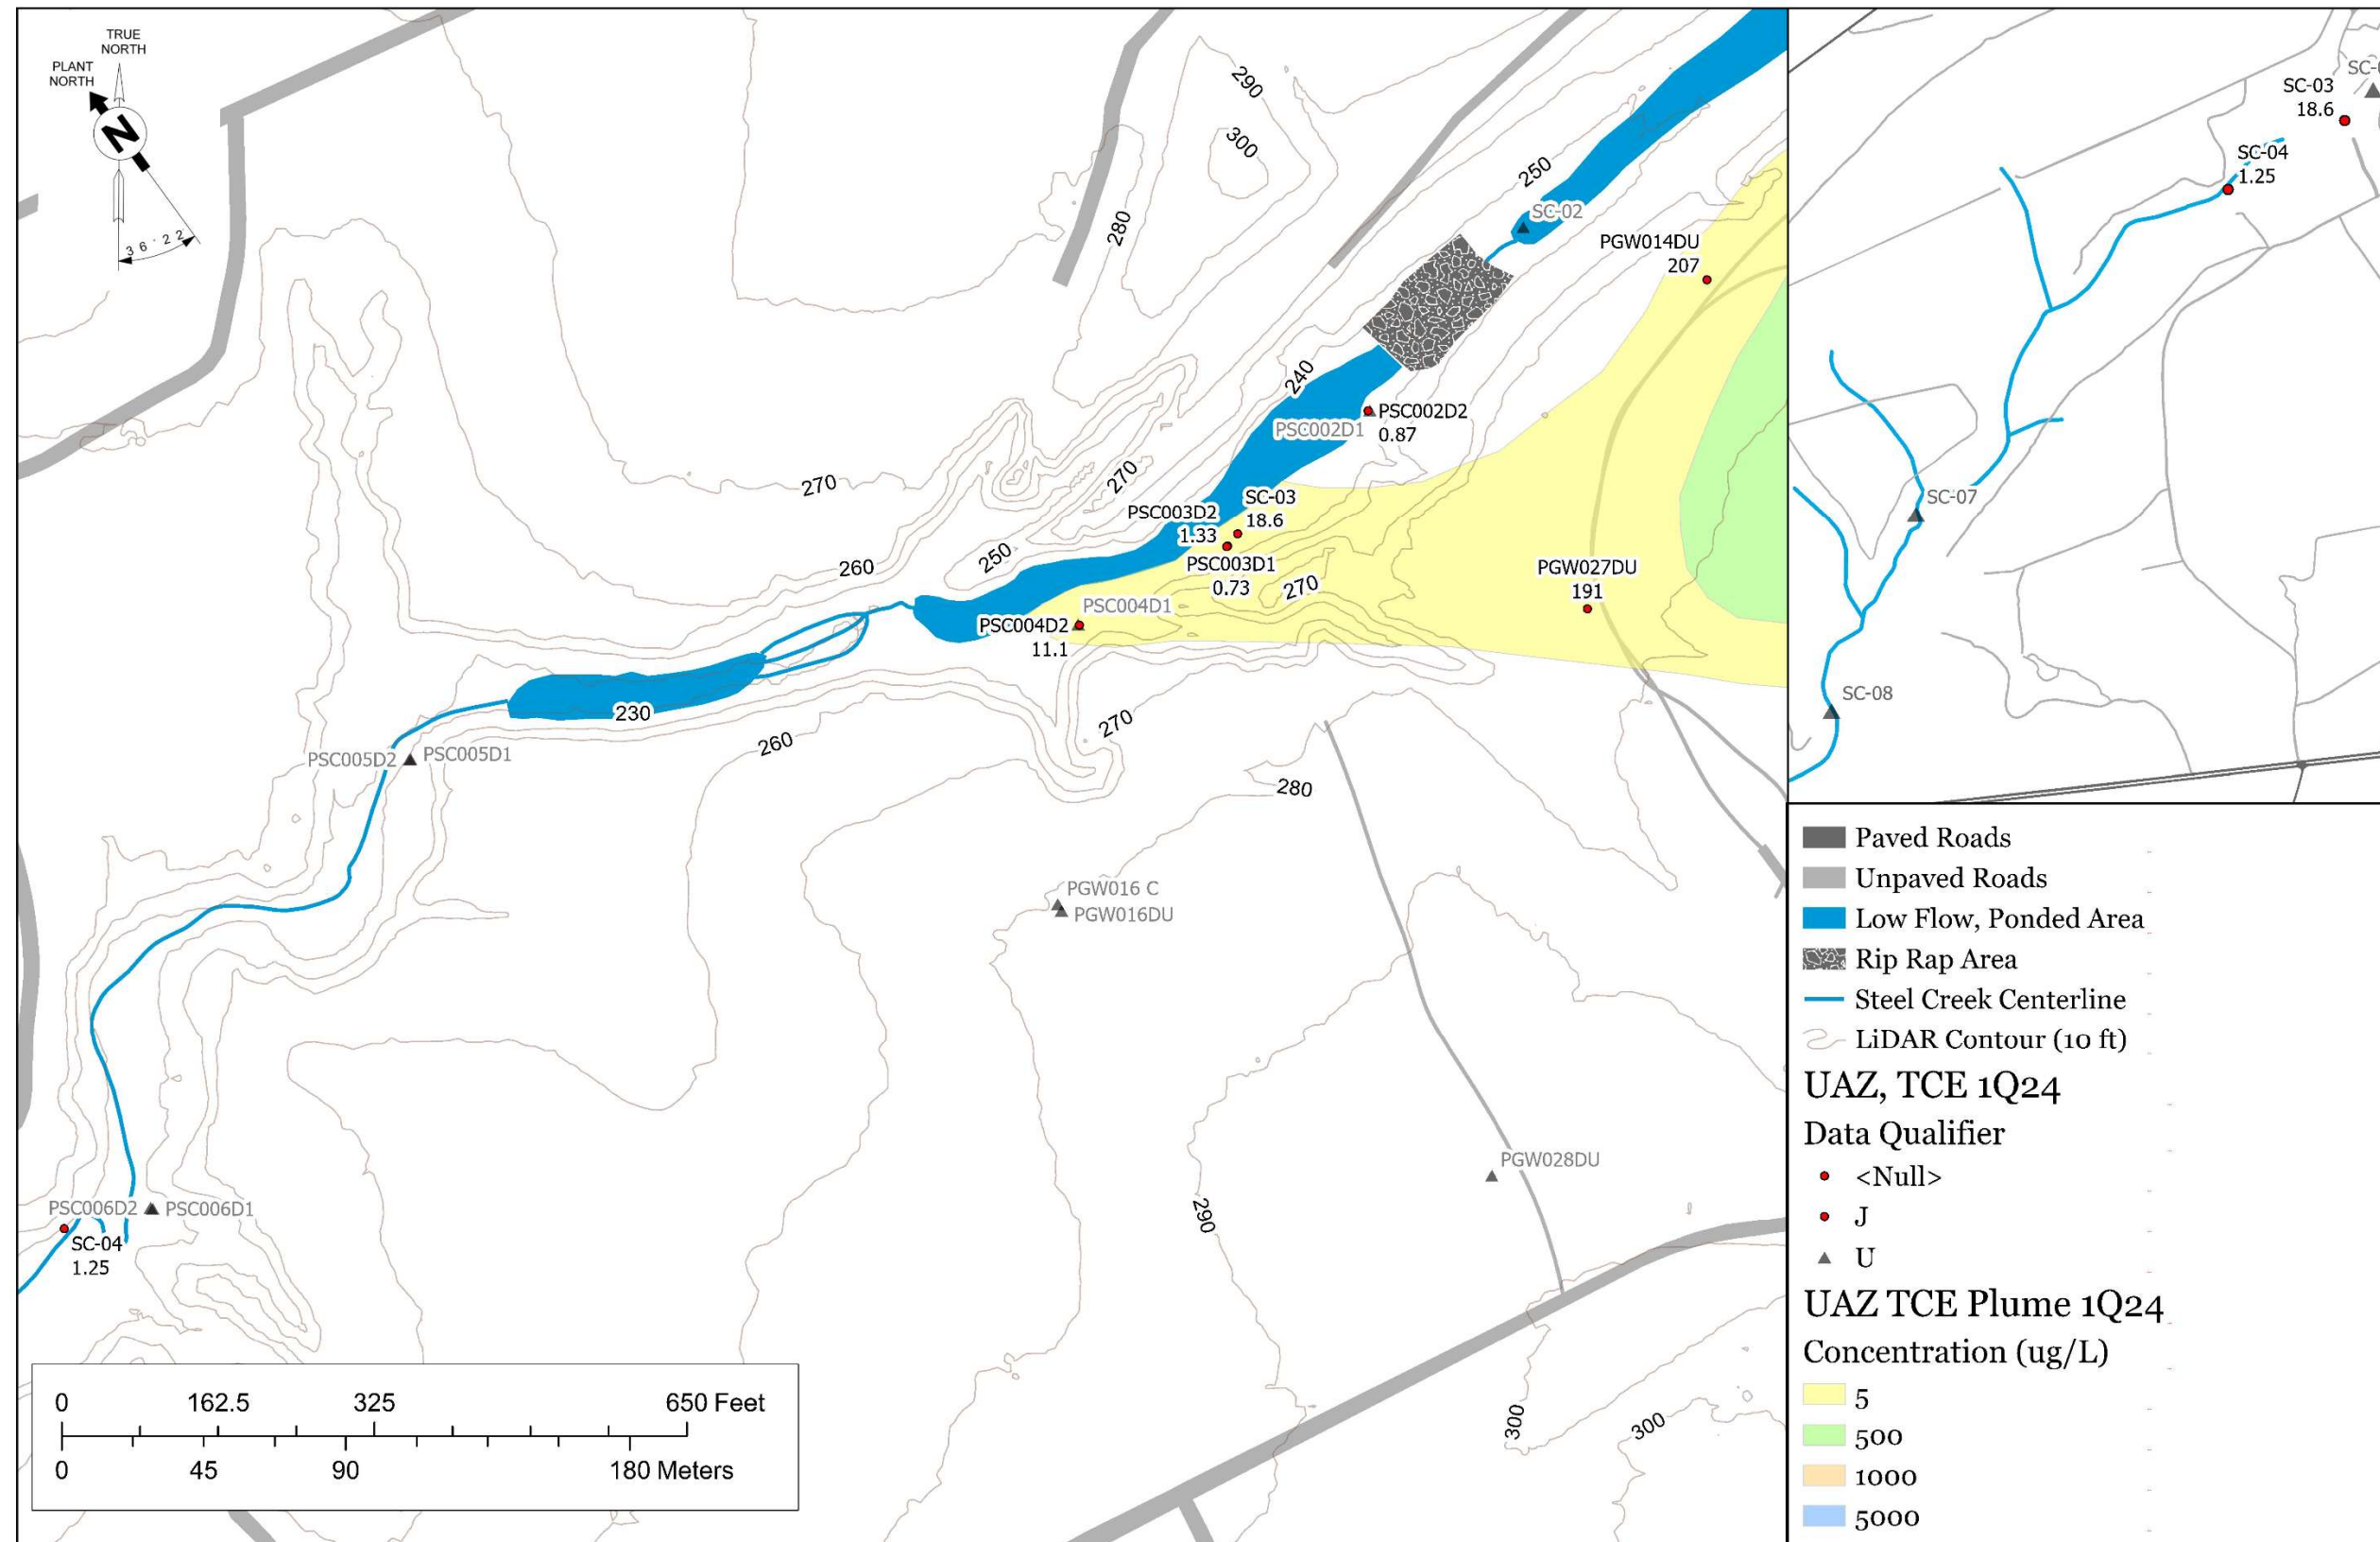 TRUE
NORTH
PLANT
NORTH
N
36°22'
290
300
280
250
SC-02
PGW014DU
207
240
PSC002D2
PSC002D1
0.87
270
270
SC-03
18.6
PSC003D2
1.33
PSC003D1
0.73
270
250
260
PGW027DU
191
PSC004D1
PSC004D2
11.1
230
260
270
280
PSC005D2
PSC005D1
PGW016 C
PGW016DU
PGW028DU
290
PSC006D2
PSC006D1
SC-04
1.25
300
300
0 162.5 325 650 Feet
0 45 90 180 Meters
SC-03
18.6
SC-04
1.25
SC-07
SC-08
Paved Roads
Unpaved Roads
Low Flow, Ponded Area
Rip Rap Area
Steel Creek Centerline
LiDAR Contour (10 ft)
UAZ, TCE 1Q24
Data Qualifier
<Null>
J
U
UAZ TCE Plume 1Q24
Concentration (ug/L)
5
500
1000
5000